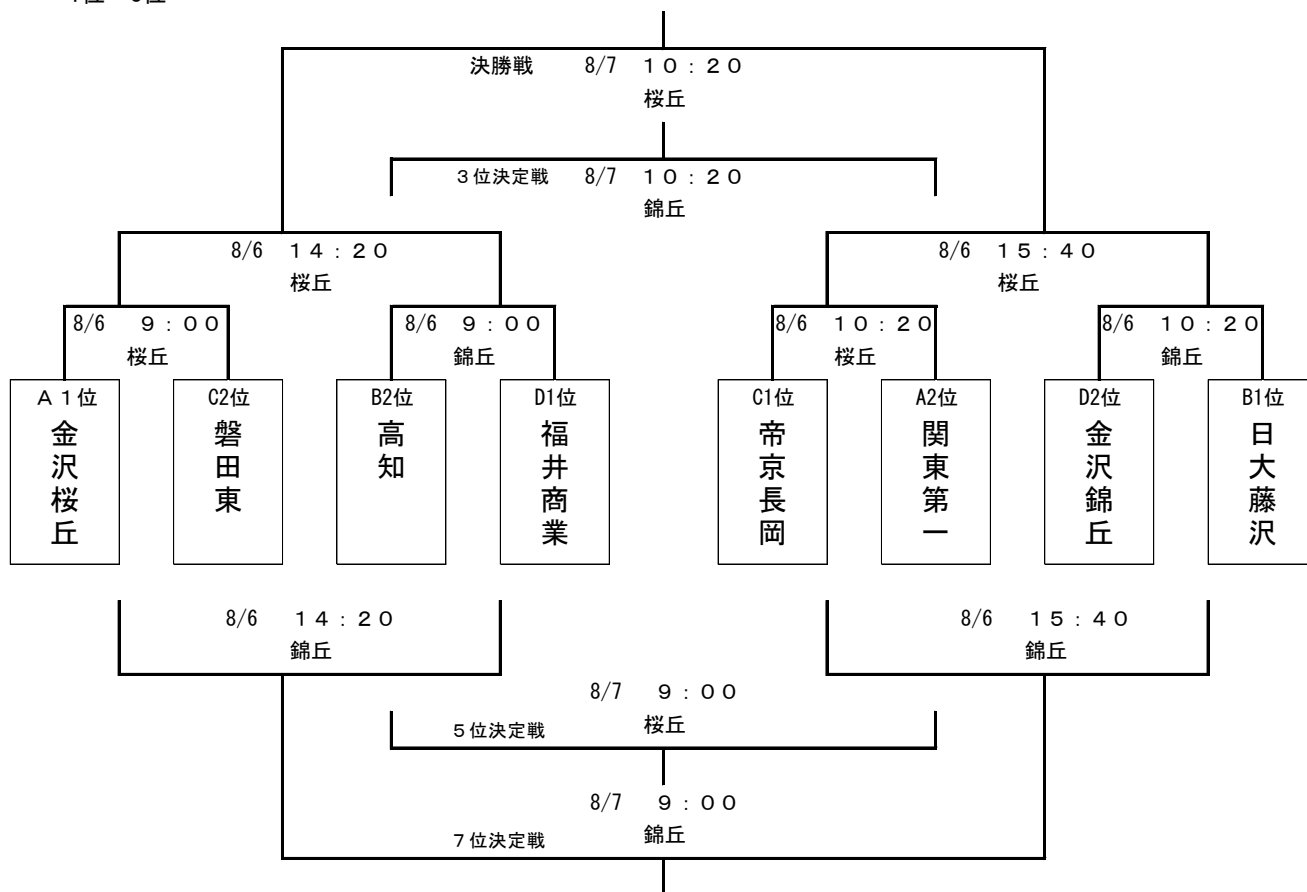 決勝戦 8/7 １０：２０
桜丘
３位決定戦 8/7 １０：２０
錦丘
8/6 １４：２０
桜丘
8/6 １５：４０
桜丘
8/6 ９：００
桜丘
8/6 ９：００
錦丘
8/6 １０：２０
桜丘
8/6 １０：２０
錦丘
Ａ１位
金沢桜丘
C2位
磐田東
B2位
高知
D1位
福井商業
C1位
帝京長岡
A2位
関東第一
D2位
金沢錦丘
B1位
日大藤沢
8/6 １４：２０
錦丘
8/6 １５：４０
錦丘
8/7 ９：００
桜丘
５位決定戦
8/7 ９：００
錦丘
７位決定戦